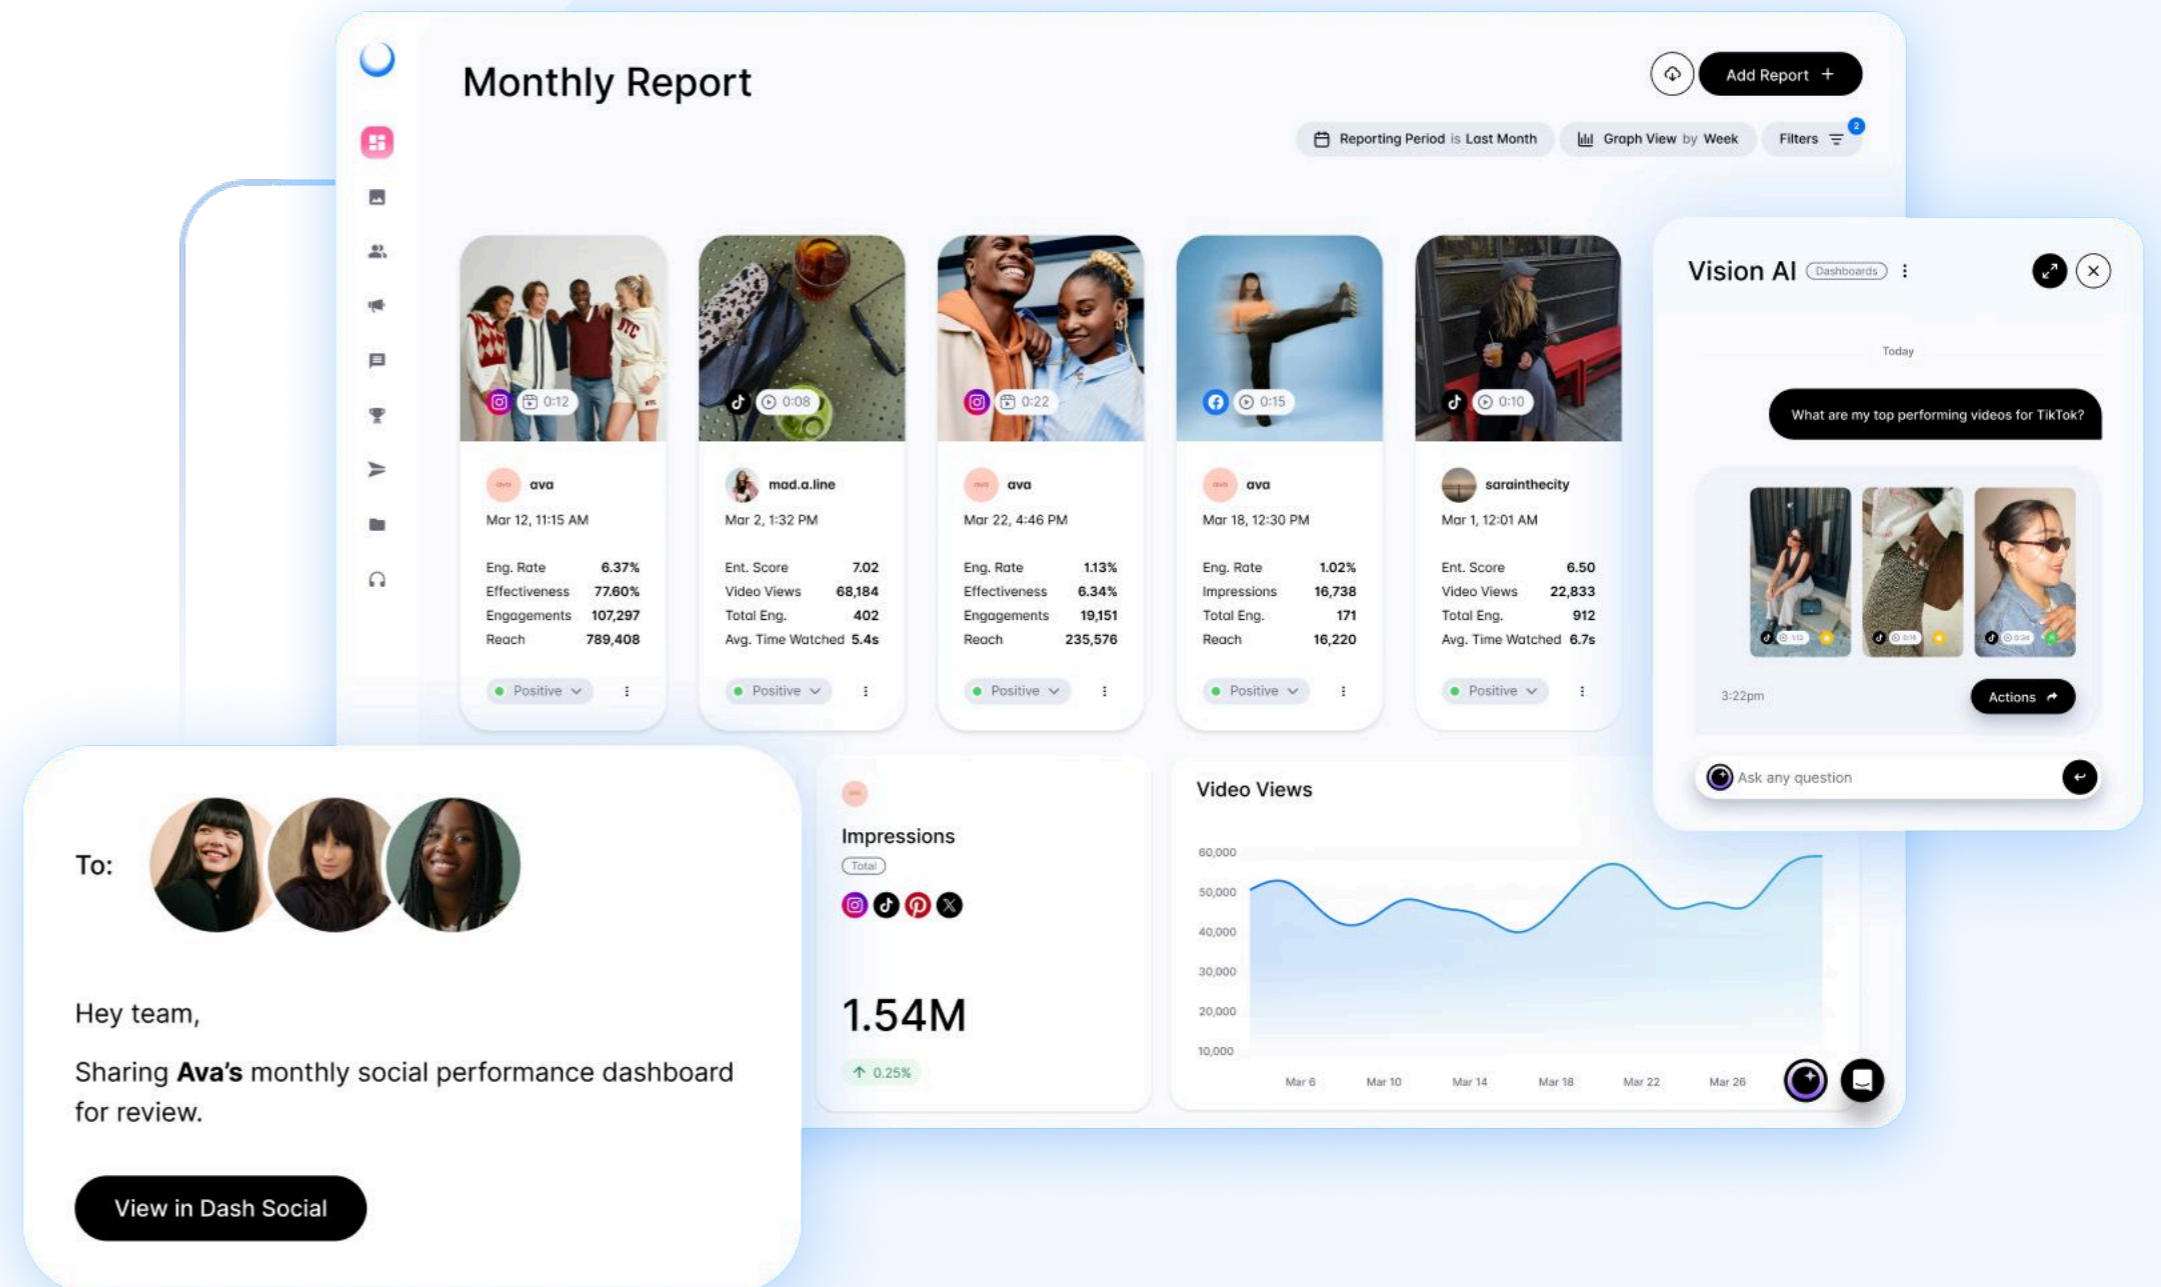 Monthly Report
Add Report +
Reporting Period is Last Month
Graph View by Week
Filters
2
NYC
0:12
ava
Mar 12, 11:15 AM
Eng. Rate 6.37%
Effectiveness 77.60%
Engagements 107,297
Reach 789,408
Positive
0:08
mad.a.line
Mar 2, 1:32 PM
Ent. Score 7.02
Video Views 68,184
Total Eng. 402
Avg. Time Watched 5.4s
Positive
0:22
ava
Mar 22, 4:46 PM
Eng. Rate 1.13%
Effectiveness 6.34%
Engagements 19,151
Reach 235,576
Positive
0:15
ava
Mar 18, 12:30 PM
Eng. Rate 1.02%
Impressions 16,738
Total Eng. 171
Reach 16,220
Positive
0:10
sarainthecity
Mar 1, 12:01 AM
Ent. Score 6.50
Video Views 22,833
Total Eng. 912
Avg. Time Watched 6.7s
Positive
Vision AI
Dashboards
Today
What are my top performing videos for TikTok?
3:22pm
Actions
Ask any question
To:
Hey team,
Sharing Ava's monthly social performance dashboard
for review.
View in Dash Social
Impressions
Total
1.54M
0.25%
Video Views
60,000
50,000
40,000
30,000
20,000
10,000
Mar 6
Mar 10
Mar 14
Mar 18
Mar 22
Mar 26